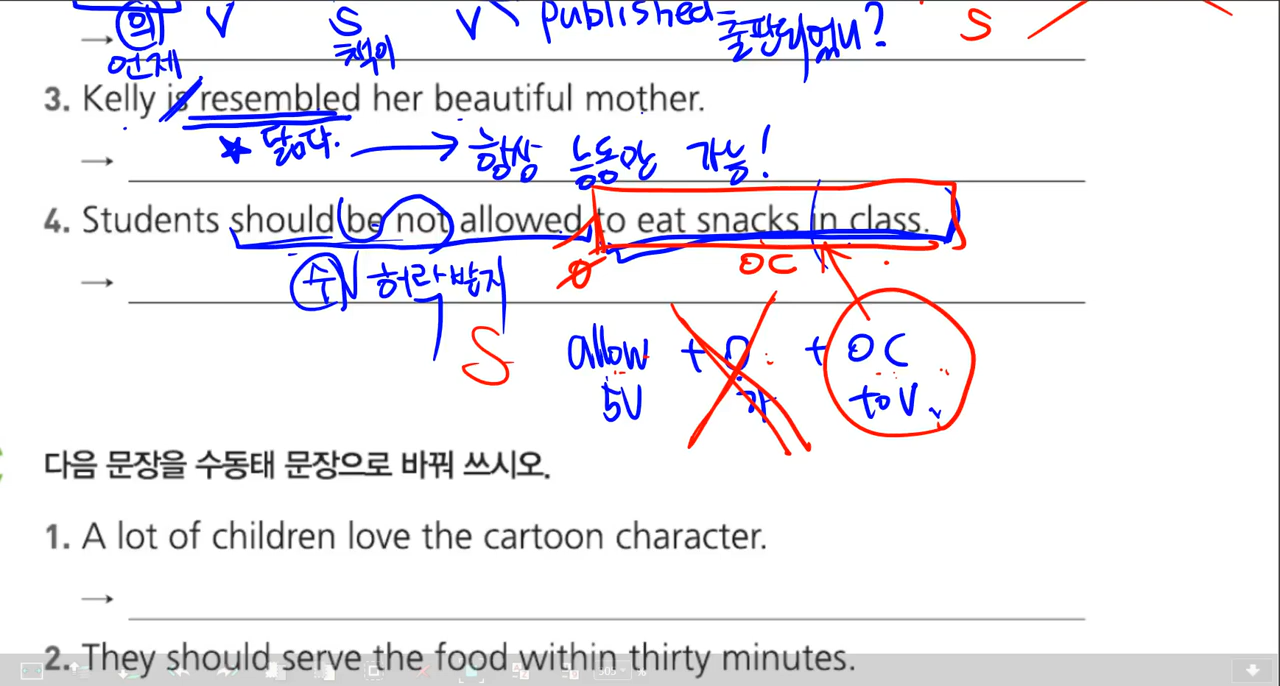 의 V S V published
→ 언제 책이 출판되었니? S
3. Kelly is resembled her beautiful mother.
★ 닮다. → 항상 능동만 가능!
→
4. Students should be not allowed to eat snacks in class.
수 V 허락받지 O OC
→
S allow + O + OC
5V 가 to V
다음 문장을 수동태 문장으로 바꿔 쓰시오.
1. A lot of children love the cartoon character.
→
2. They should serve the food within thirty minutes.
505 %